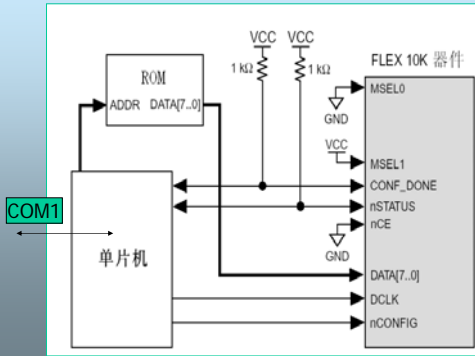 VCC VCC
1 kΩ
1 kΩ
FLEX 10K 器件
ROM
ADDR DATA[7..0]
MSEL0
GND
VCC
MSEL1
CONF_DONE
nSTATUS
nCE
GND
COM1
单片机
DATA[7..0]
DCLK
nCONFIG